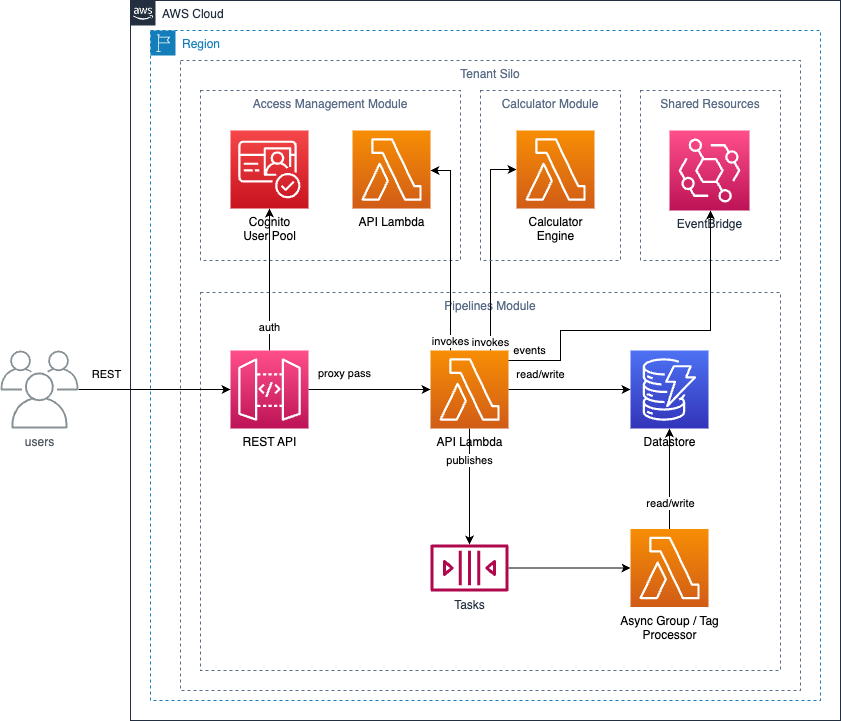 aws
AWS Cloud
Region
Tenant Silo
Access Management Module
Calculator Module
Shared Resources
Cognito
User Pool
API Lambda
Calculator
Engine
EventBridge
Pipelines Module
auth
invokes
invokes
events
REST
proxy pass
read/write
</>
users
REST API
API Lambda
Datastore
publishes
read/write
Tasks
Async Group / Tag
Processor